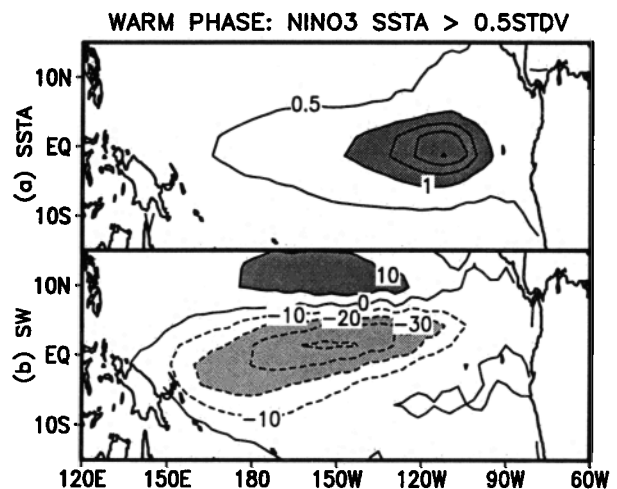 WARM PHASE: NINO3 SSTA > 0.5STDV
(a) SSTA
10N
EQ
10S
0.5
1
(b) SW
10N
EQ
10S
10
0
-10
-20
-30
-10
120E 150E 180 150W 120W 90W 60W